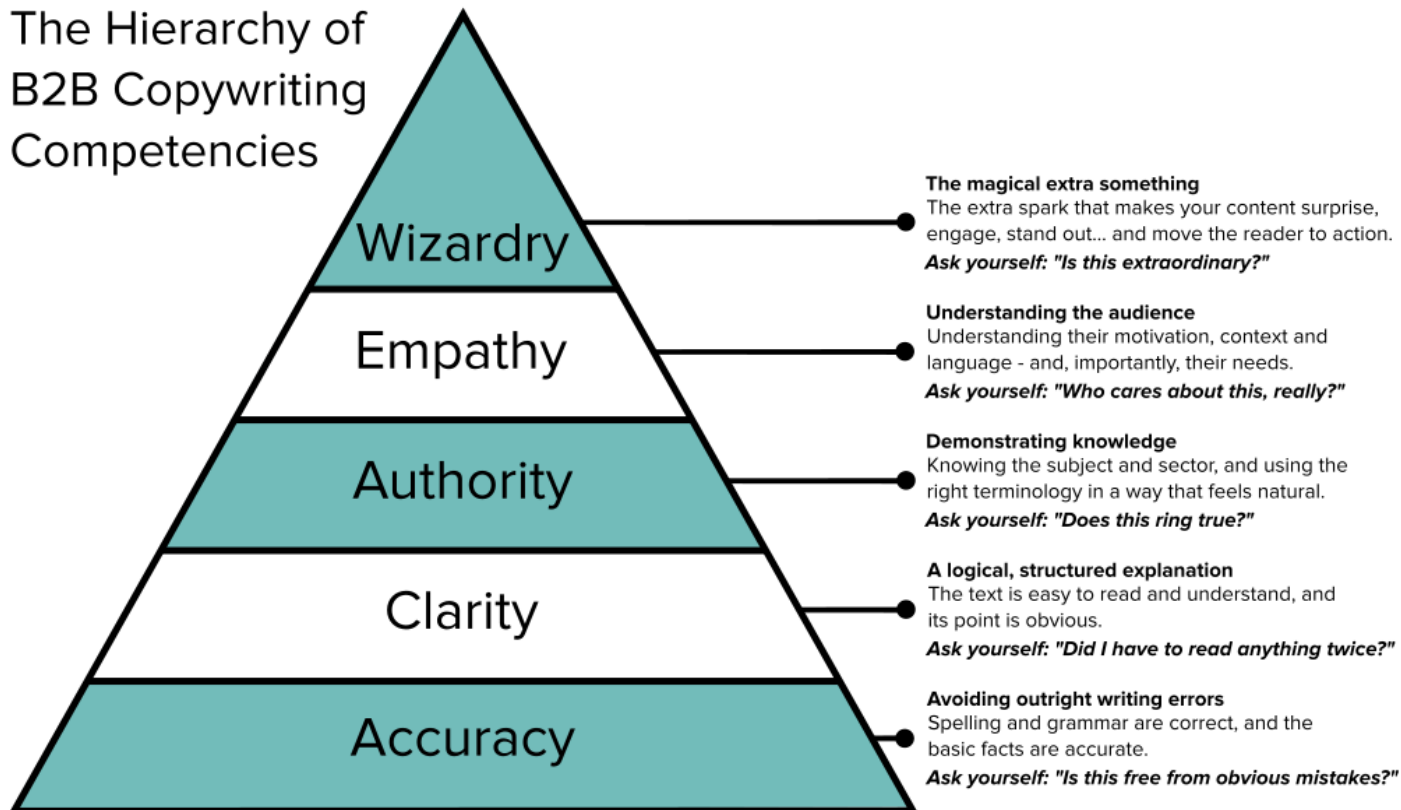 The Hierarchy of
B2B Copywriting
Competencies
Wizardry
The magical extra something
The extra spark that makes your content surprise,
engage, stand out... and move the reader to action.
Ask yourself: "Is this extraordinary?"
Empathy
Understanding the audience
Understanding their motivation, context and
language - and, importantly, their needs.
Ask yourself: "Who cares about this, really?"
Authority
Demonstrating knowledge
Knowing the subject and sector, and using the
right terminology in a way that feels natural.
Ask yourself: "Does this ring true?"
Clarity
A logical, structured explanation
The text is easy to read and understand, and
its point is obvious.
Ask yourself: "Did I have to read anything twice?"
Accuracy
Avoiding outright writing errors
Spelling and grammar are correct, and the
basic facts are accurate.
Ask yourself: "Is this free from obvious mistakes?"